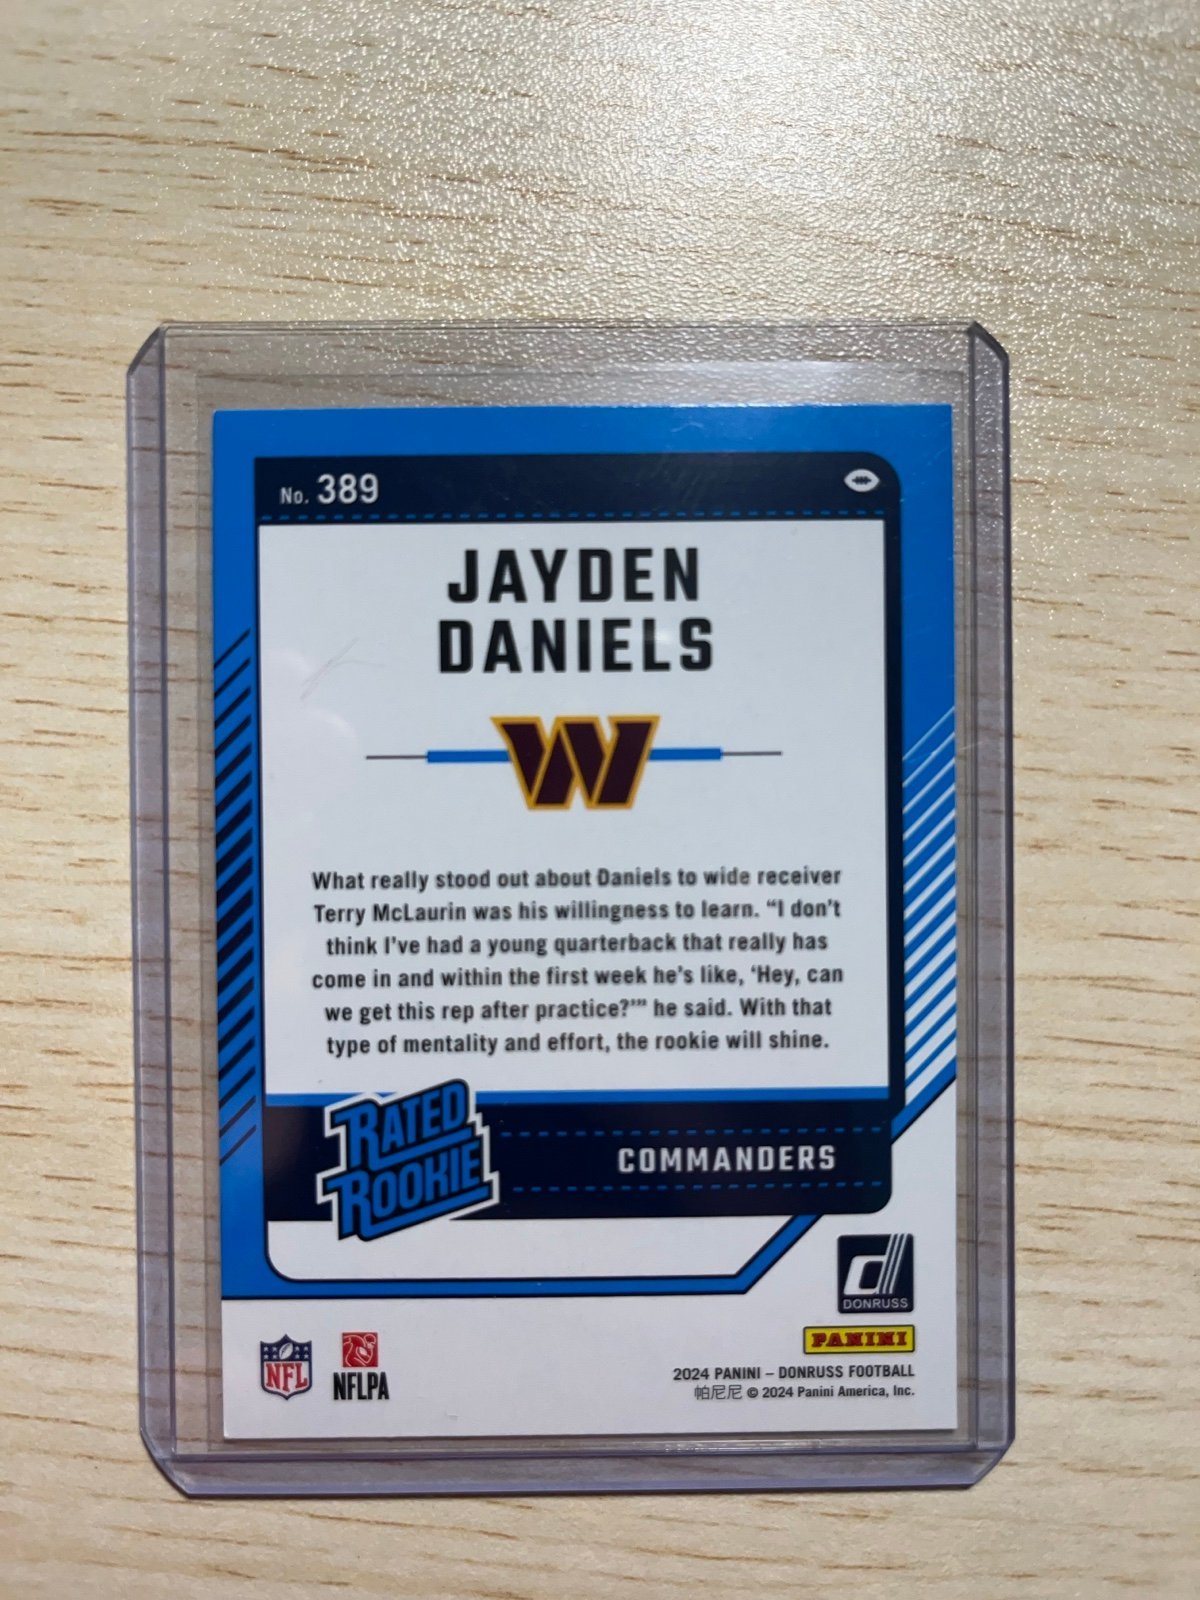 No. 389
JAYDEN
DANIELS
W
What really stood out about Daniels to wide receiver
Terry McLaurin was his willingness to learn. “I don’t
think I’ve had a young quarterback that really has
come in and within the first week he’s like, ‘Hey, can
we get this rep after practice?’” he said. With that
type of mentality and effort, the rookie will shine.
RATED
ROOKIE
COMMANDERS
d
DONRUSS
PANINI
NFL
NFLPA
2024 PANINI – DONRUSS FOOTBALL
帕尼尼 © 2024 Panini America, Inc.